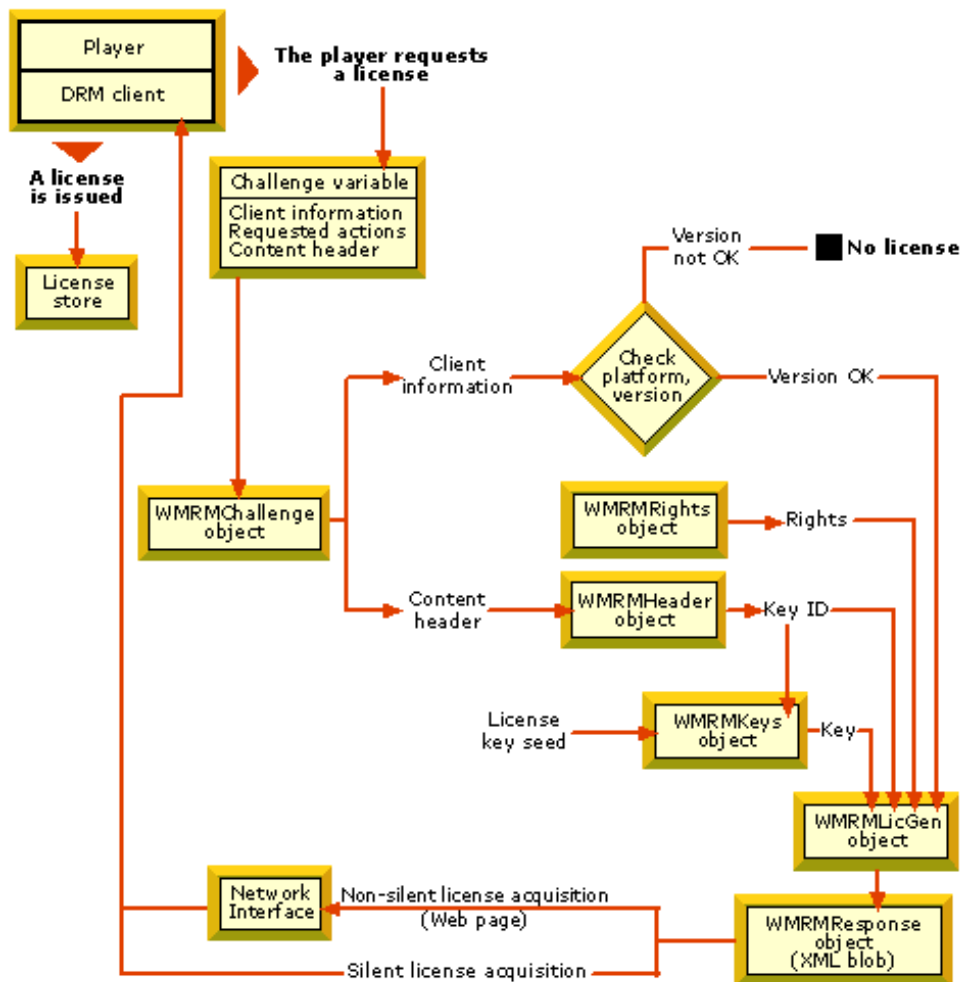 Player
DRM client
The player requests
a license
A license
is issued
License
store
Challenge variable
Client information
Requested actions
Content header
Version
not OK
No license
Client
information
Check
platform,
version
Version OK
WMRMChallenge
object
WMRMRights
object
Rights
Content
header
WMRMHeader
object
Key ID
License
key seed
WMRMKeys
object
Key
WMRMLicGen
object
Network
Interface
Non-silent license acquisition
(Web page)
WMRMResponse
object
(XML blob)
Silent license acquisition